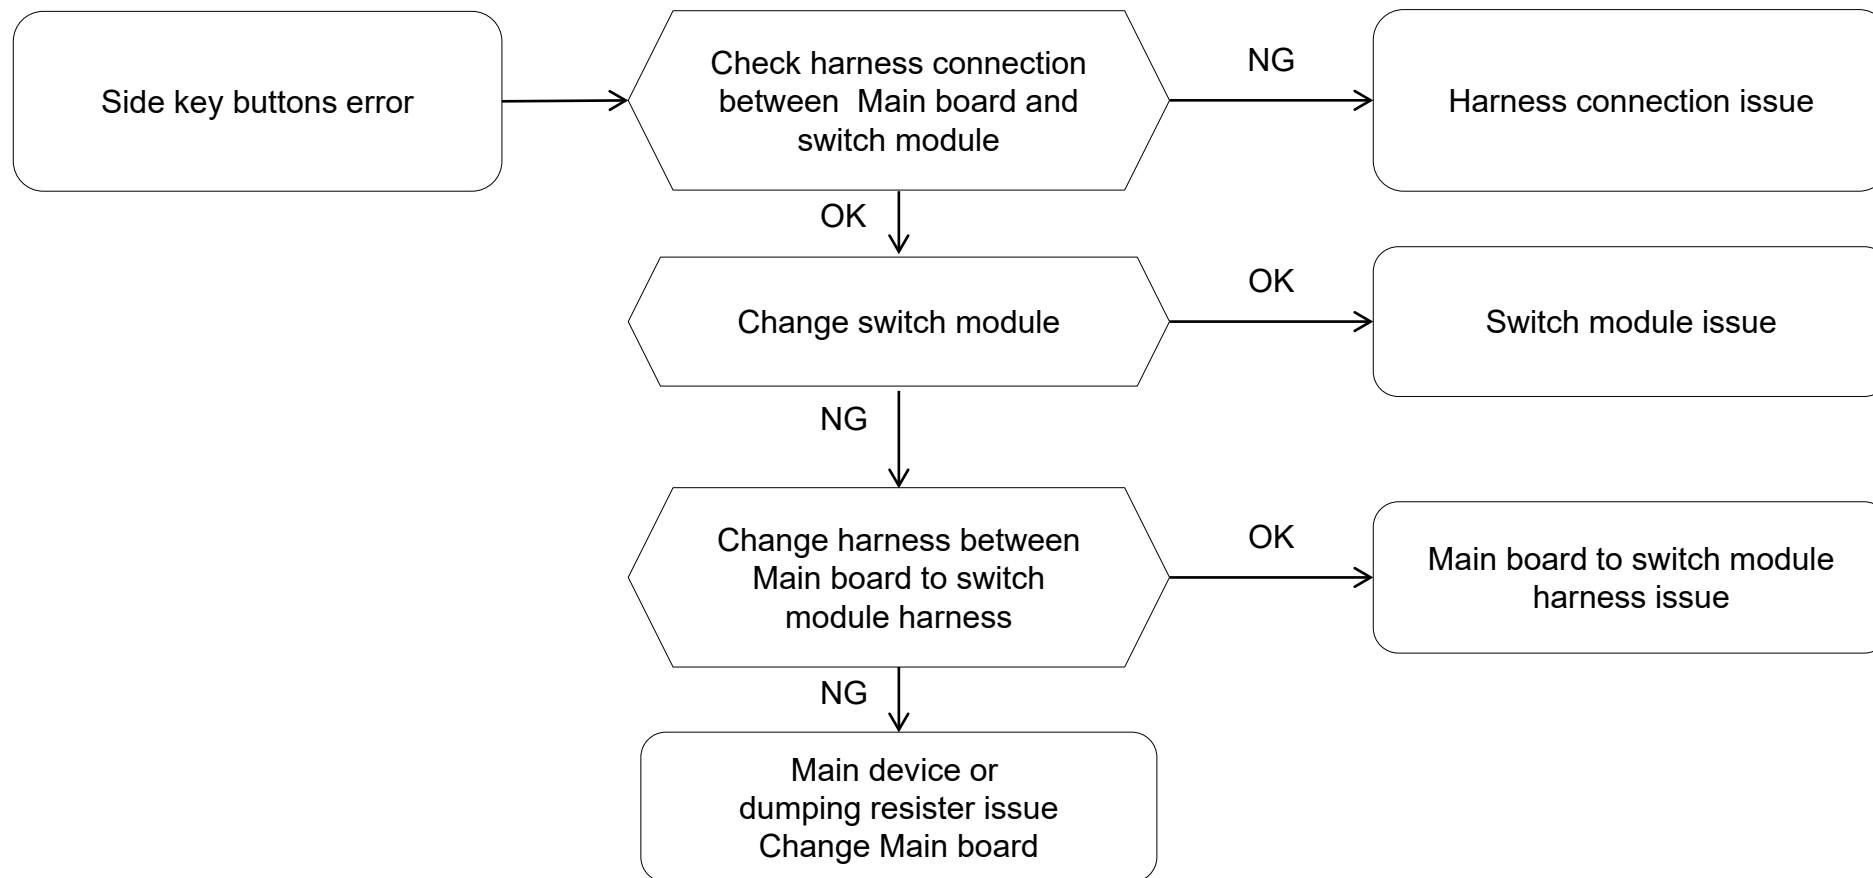 Side key buttons error
Check harness connection
between  Main board and
switch module
NG
Harness connection issue
OK
Change switch module
OK
Switch module issue
NG
Change harness between
Main board to switch
module harness
OK
Main board to switch module
harness issue
NG
Main device or
dumping resister issue
Change Main board